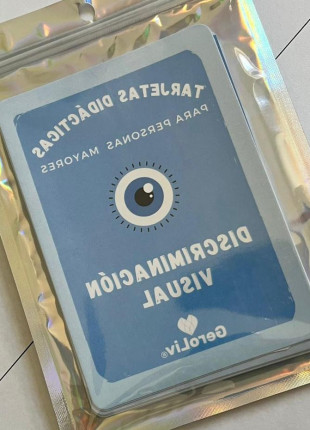 TARJETAS DIDÁCTICAS
PARA PERSONAS MAYORES
DISCRIMINACIÓN
VISUAL
GeroLiv®